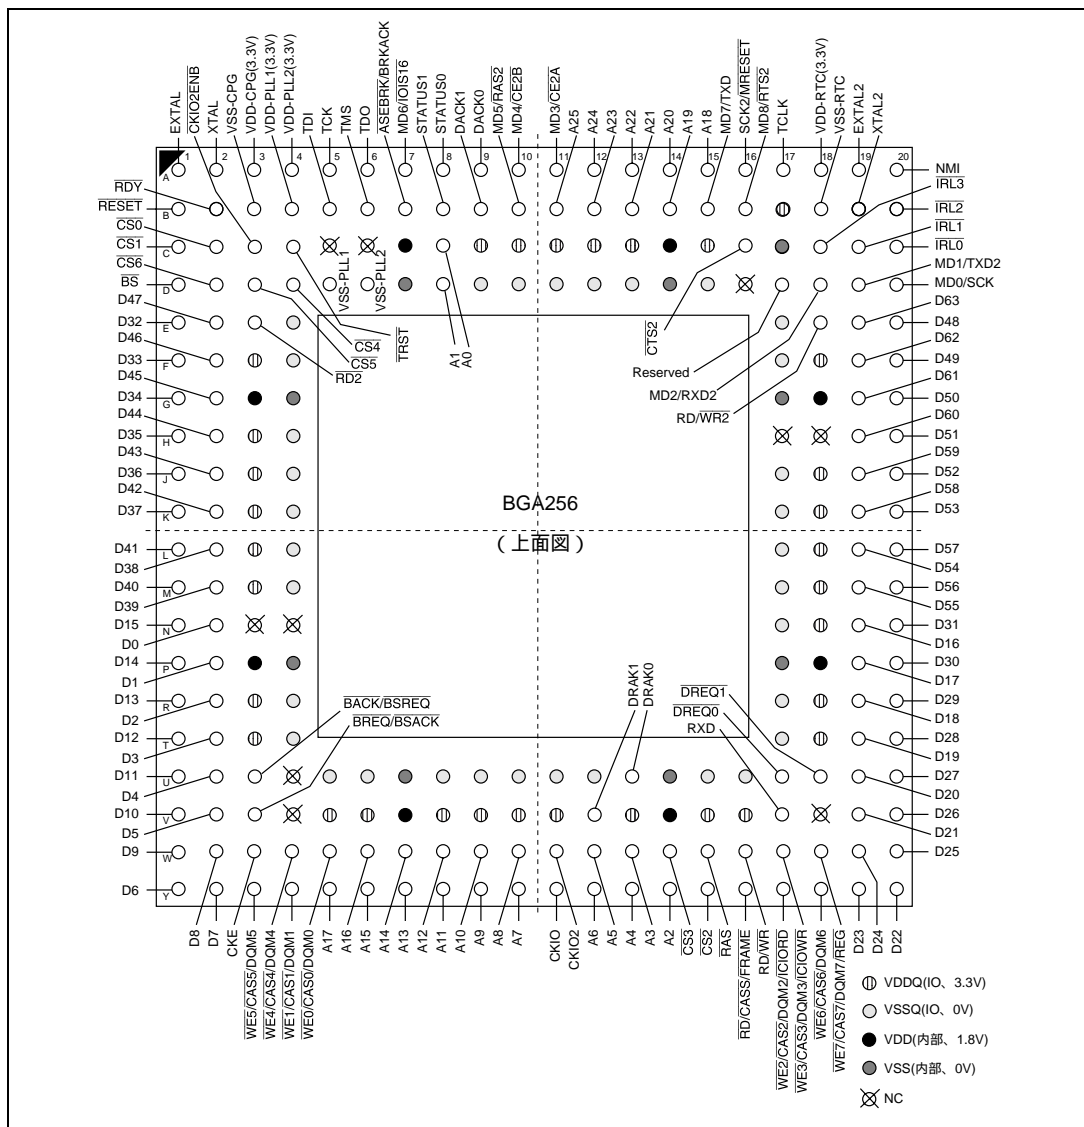 EXTAL
CKIO2ENB
XTAL
VSS-CPG
VDD-CPG(3.3V)
VDD-PLL1(3.3V)
VDD-PLL2(3.3V)
TDI
TCK
TMS
TDO
ASEBRK/BRKACK
MD6/IOIS16
STATUS1
STATUS0
DACK1
DACK0
MD5/RAS2
MD4/CE2B
MD3/CE2A
A25
A24
A23
A22
A21
A20
A19
A18
MD7/TXD
SCK2/MRESET
MD8/RTS2
TCLK
VDD-RTC(3.3V)
VSS-RTC
EXTAL2
XTAL2
1 2 3 4 5 6 7 8 9 10 11 12 13 14 15 16 17 18 19 20
A
B
C
D
E
F
G
H
J
K
L
M
N
P
R
T
U
V
W
Y
RDY
RESET
CS0
CS1
CS6
BS
D47
D32
D46
D33
D45
D34
D44
D35
D43
D36
D42
D37
D41
D38
D40
D39
D15
D0
D14
D1
D13
D2
D12
D3
D11
D4
D10
D5
D9
D6
NMI
IRL3
IRL2
IRL1
IRL0
MD1/TXD2
MD0/SCK
D63
D48
D62
D49
D61
D50
D60
D51
D59
D52
D58
D53
D57
D54
D56
D55
D31
D16
D30
D17
D29
D18
D28
D19
D27
D20
D26
D21
D25
VSS-PLL1
VSS-PLL2
TRST
CS4
CS5
RD2
A1
A0
CTS2
Reserved
MD2/RXD2
RD/WR2
BGA256
(上面図)
BACK/BSREQ
BREQ/BSACK
DRAK1
DRAK0
DREQ1
DREQ0
RXD
D8
D7
CKE
WE5/CAS5/DQM5
WE4/CAS4/DQM4
WE1/CAS1/DQM1
WE0/CAS0/DQM0
A17
A16
A15
A14
A13
A12
A11
A10
A9
A8
A7
CKIO
CKIO2
A6
A5
A4
A3
A2
CS3
CS2
RAS
RD/CASS/FRAME
RD/WR
WE2/CAS2/DQM2/ICIORD
WE3/CAS3/DQM3/ICIOWR
WE6/CAS6/DQM6
WE7/CAS7/DQM7/REG
D23
D24
D22
VDDQ(IO、3.3V)
VSSQ(IO、0V)
VDD(内部、1.8V)
VSS(内部、0V)
NC